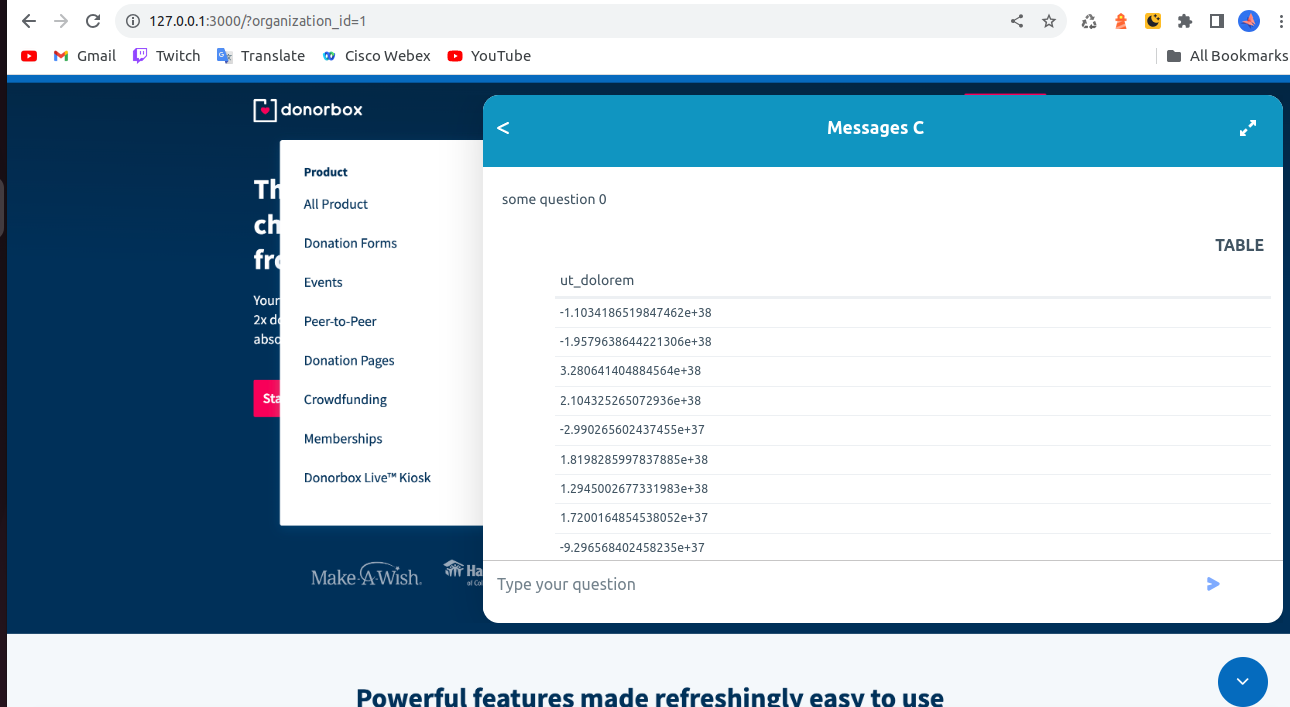 127.0.0.1:3000/?organization_id=1
Gmail Twitch Translate Cisco Webex YouTube All Bookmarks
donorbox
Messages C
Product
All Product
Donation Forms
Events
Peer-to-Peer
Donation Pages
Crowdfunding
Memberships
Donorbox Live™ Kiosk
Th
ch
fro
Your
2x d
abso
Sta
some question 0
TABLE
ut_dolorem
-1.1034186519847462e+38
-1.9579638644221306e+38
3.280641404884564e+38
2.104325265072936e+38
-2.990265602437455e+37
1.8198285997837885e+38
1.2945002677331983e+38
1.7200164854538052e+37
-9.296568402458235e+37
Type your question
Make-A-Wish.
Ha
of Col
Powerful features made refreshingly easy to use